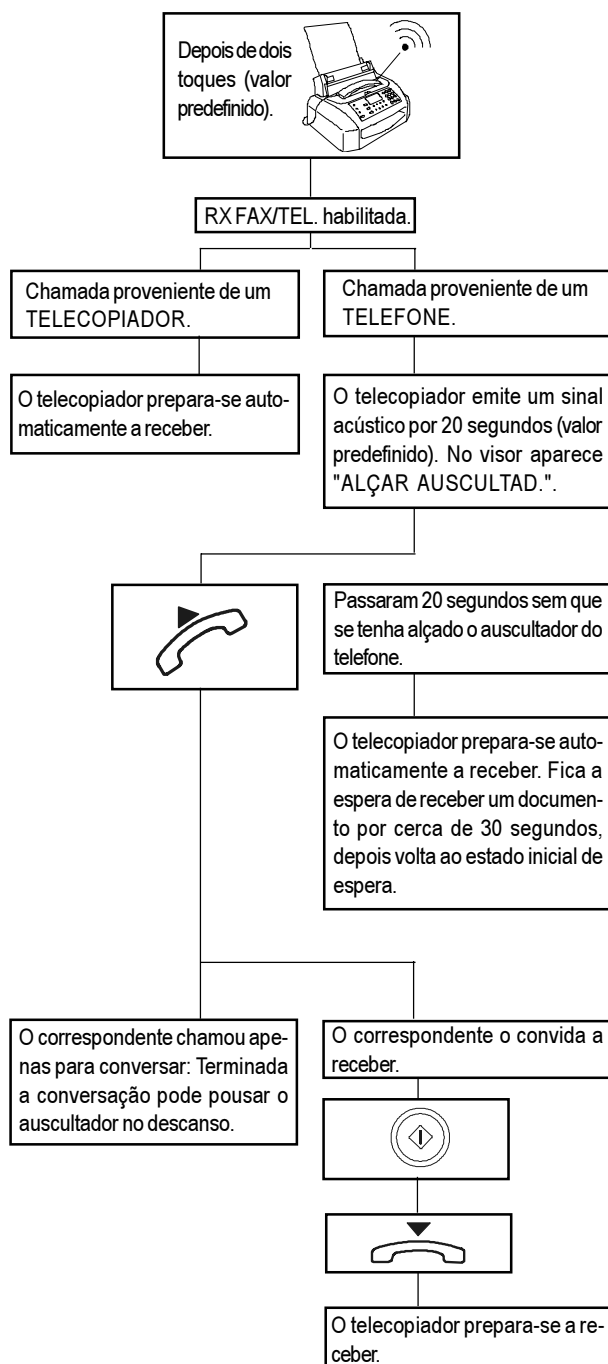 Depois de dois
toques (valor
predefinido).
RX FAX/TEL. habilitada.
Chamada proveniente de um
TELECOPIADOR.
Chamada proveniente de um
TELEFONE.
O telecopiador prepara-se auto-
maticamente a receber.
O telecopiador emite um sinal
acústico por 20 segundos (valor
predefinido). No visor aparece
"ALÇAR AUSCULTAD.".
Passaram 20 segundos sem que
se tenha alçado o auscultador do
telefone.
O telecopiador prepara-se auto-
maticamente a receber. Fica a
espera de receber um documen-
to por cerca de 30 segundos,
depois volta ao estado inicial de
espera.
O correspondente chamou ape-
nas para conversar: Terminada
a conversação pode pousar o
auscultador no descanso.
O correspondente o convida a
receber.
O telecopiador prepara-se a re-
ceber.